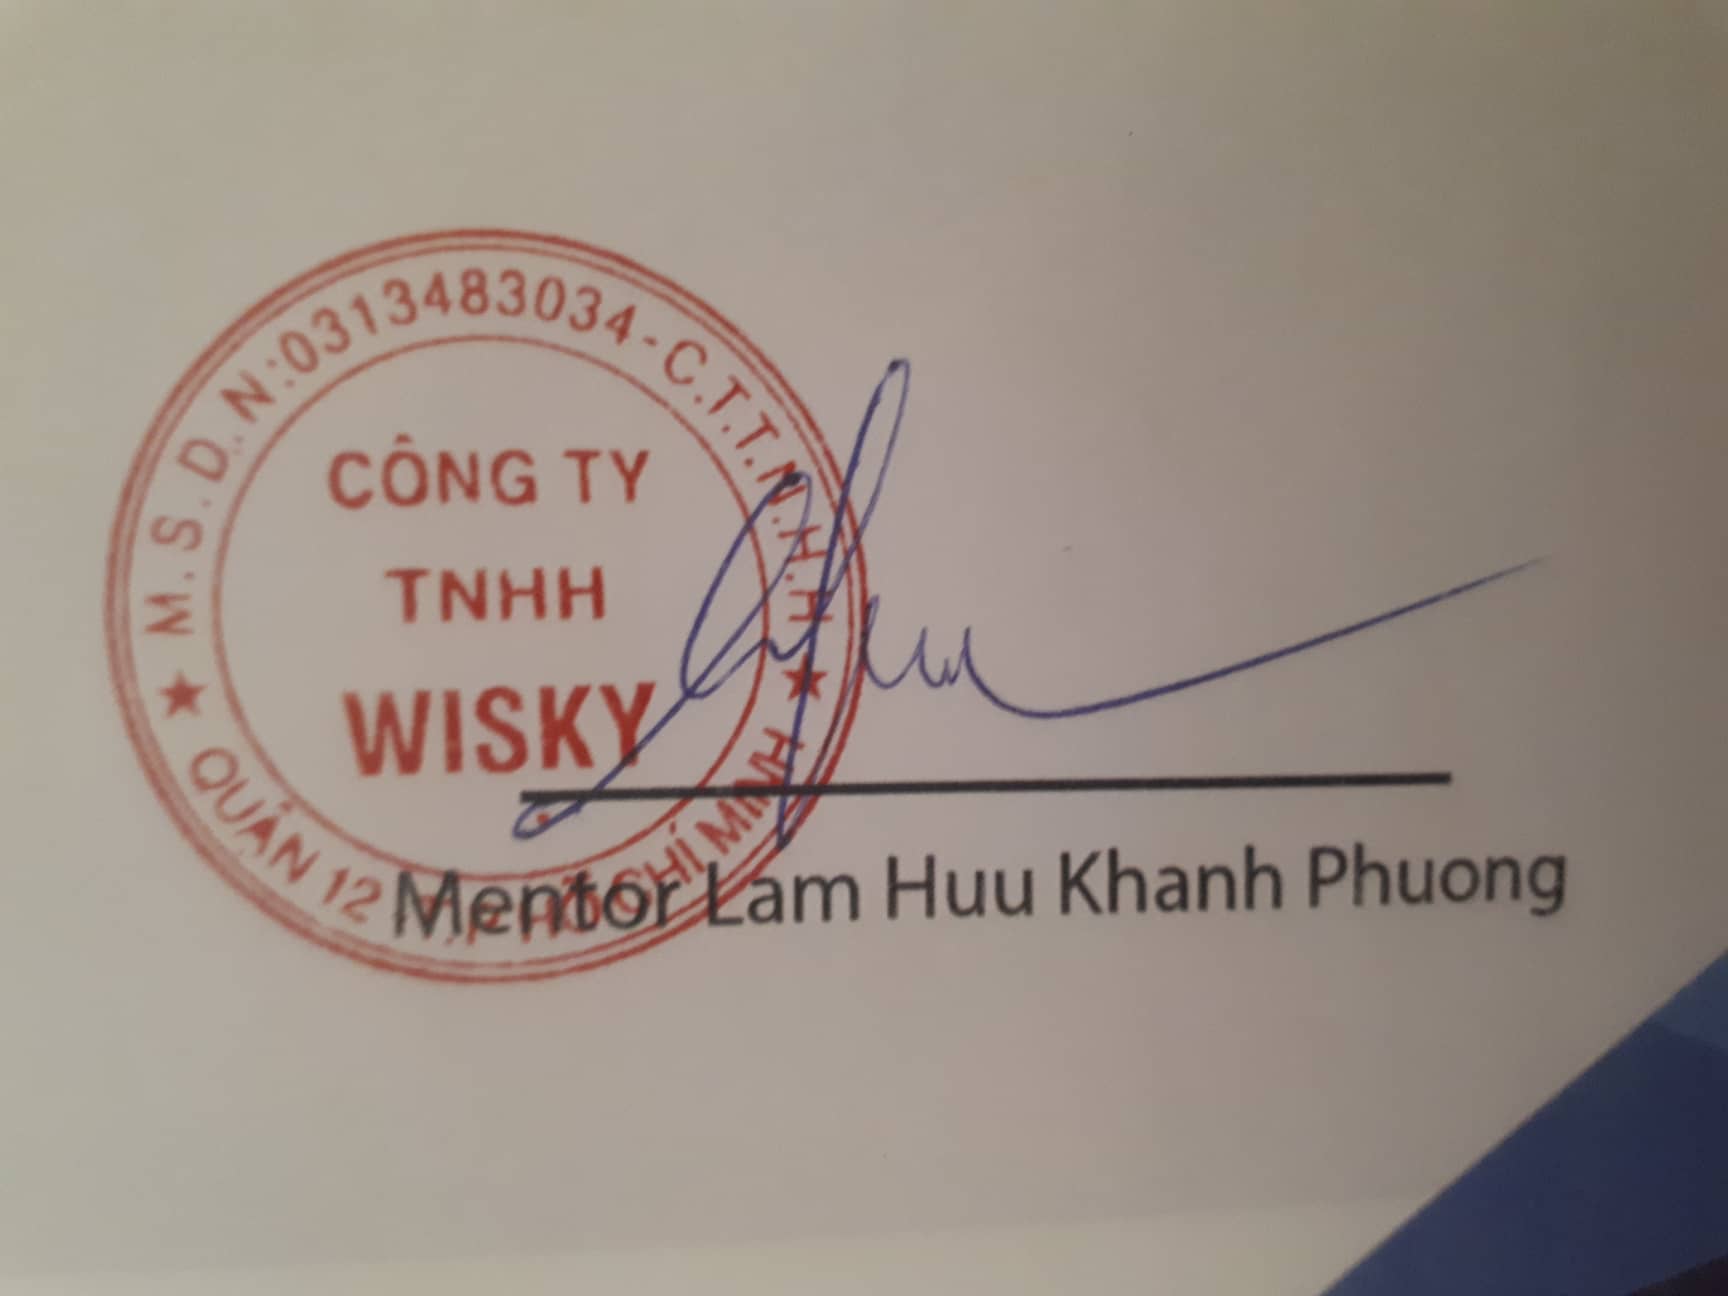 M.S.D.N:0313483034-C.T.T.N.H.H
CÔNG TY
TNHH
WISKY
★ QUẬN 12 TP HỒ CHÍ MINH ★
Mentor Lam Huu Khanh Phuong